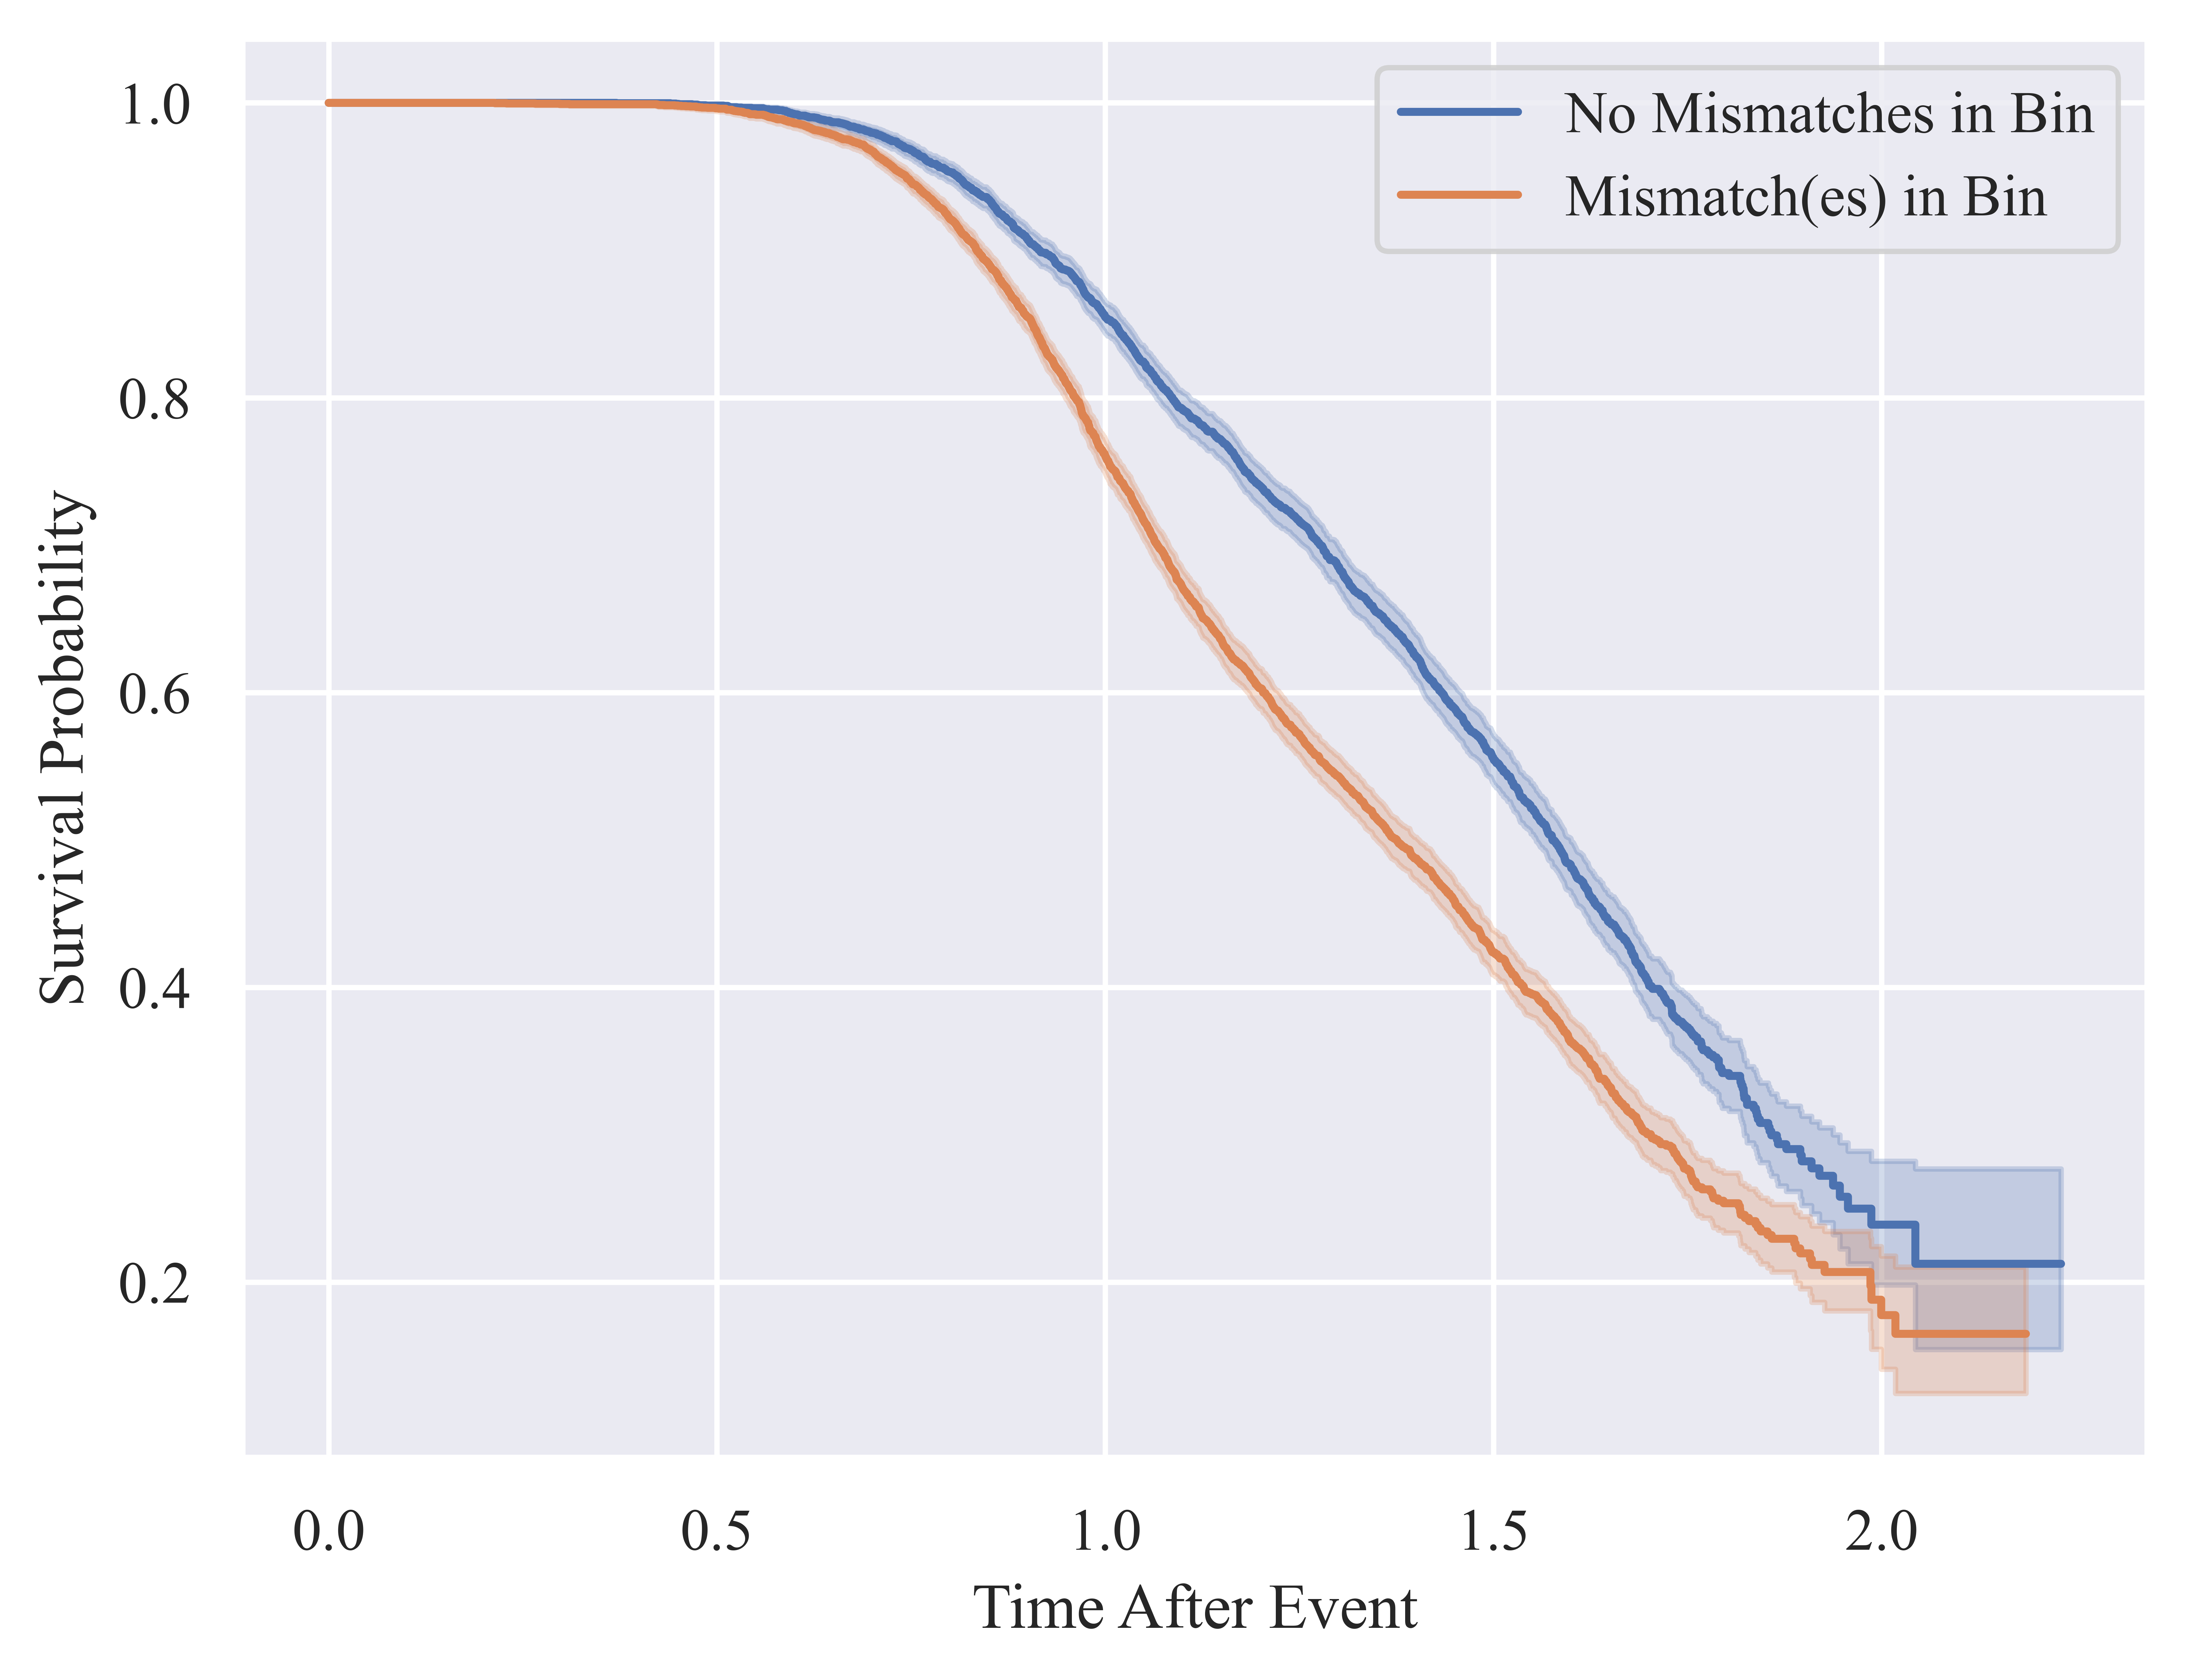 No Mismatches in Bin
Mismatch(es) in Bin
1.0
0.8
0.6
0.4
0.2
Survival Probability
0.0 0.5 1.0 1.5 2.0
Time After Event